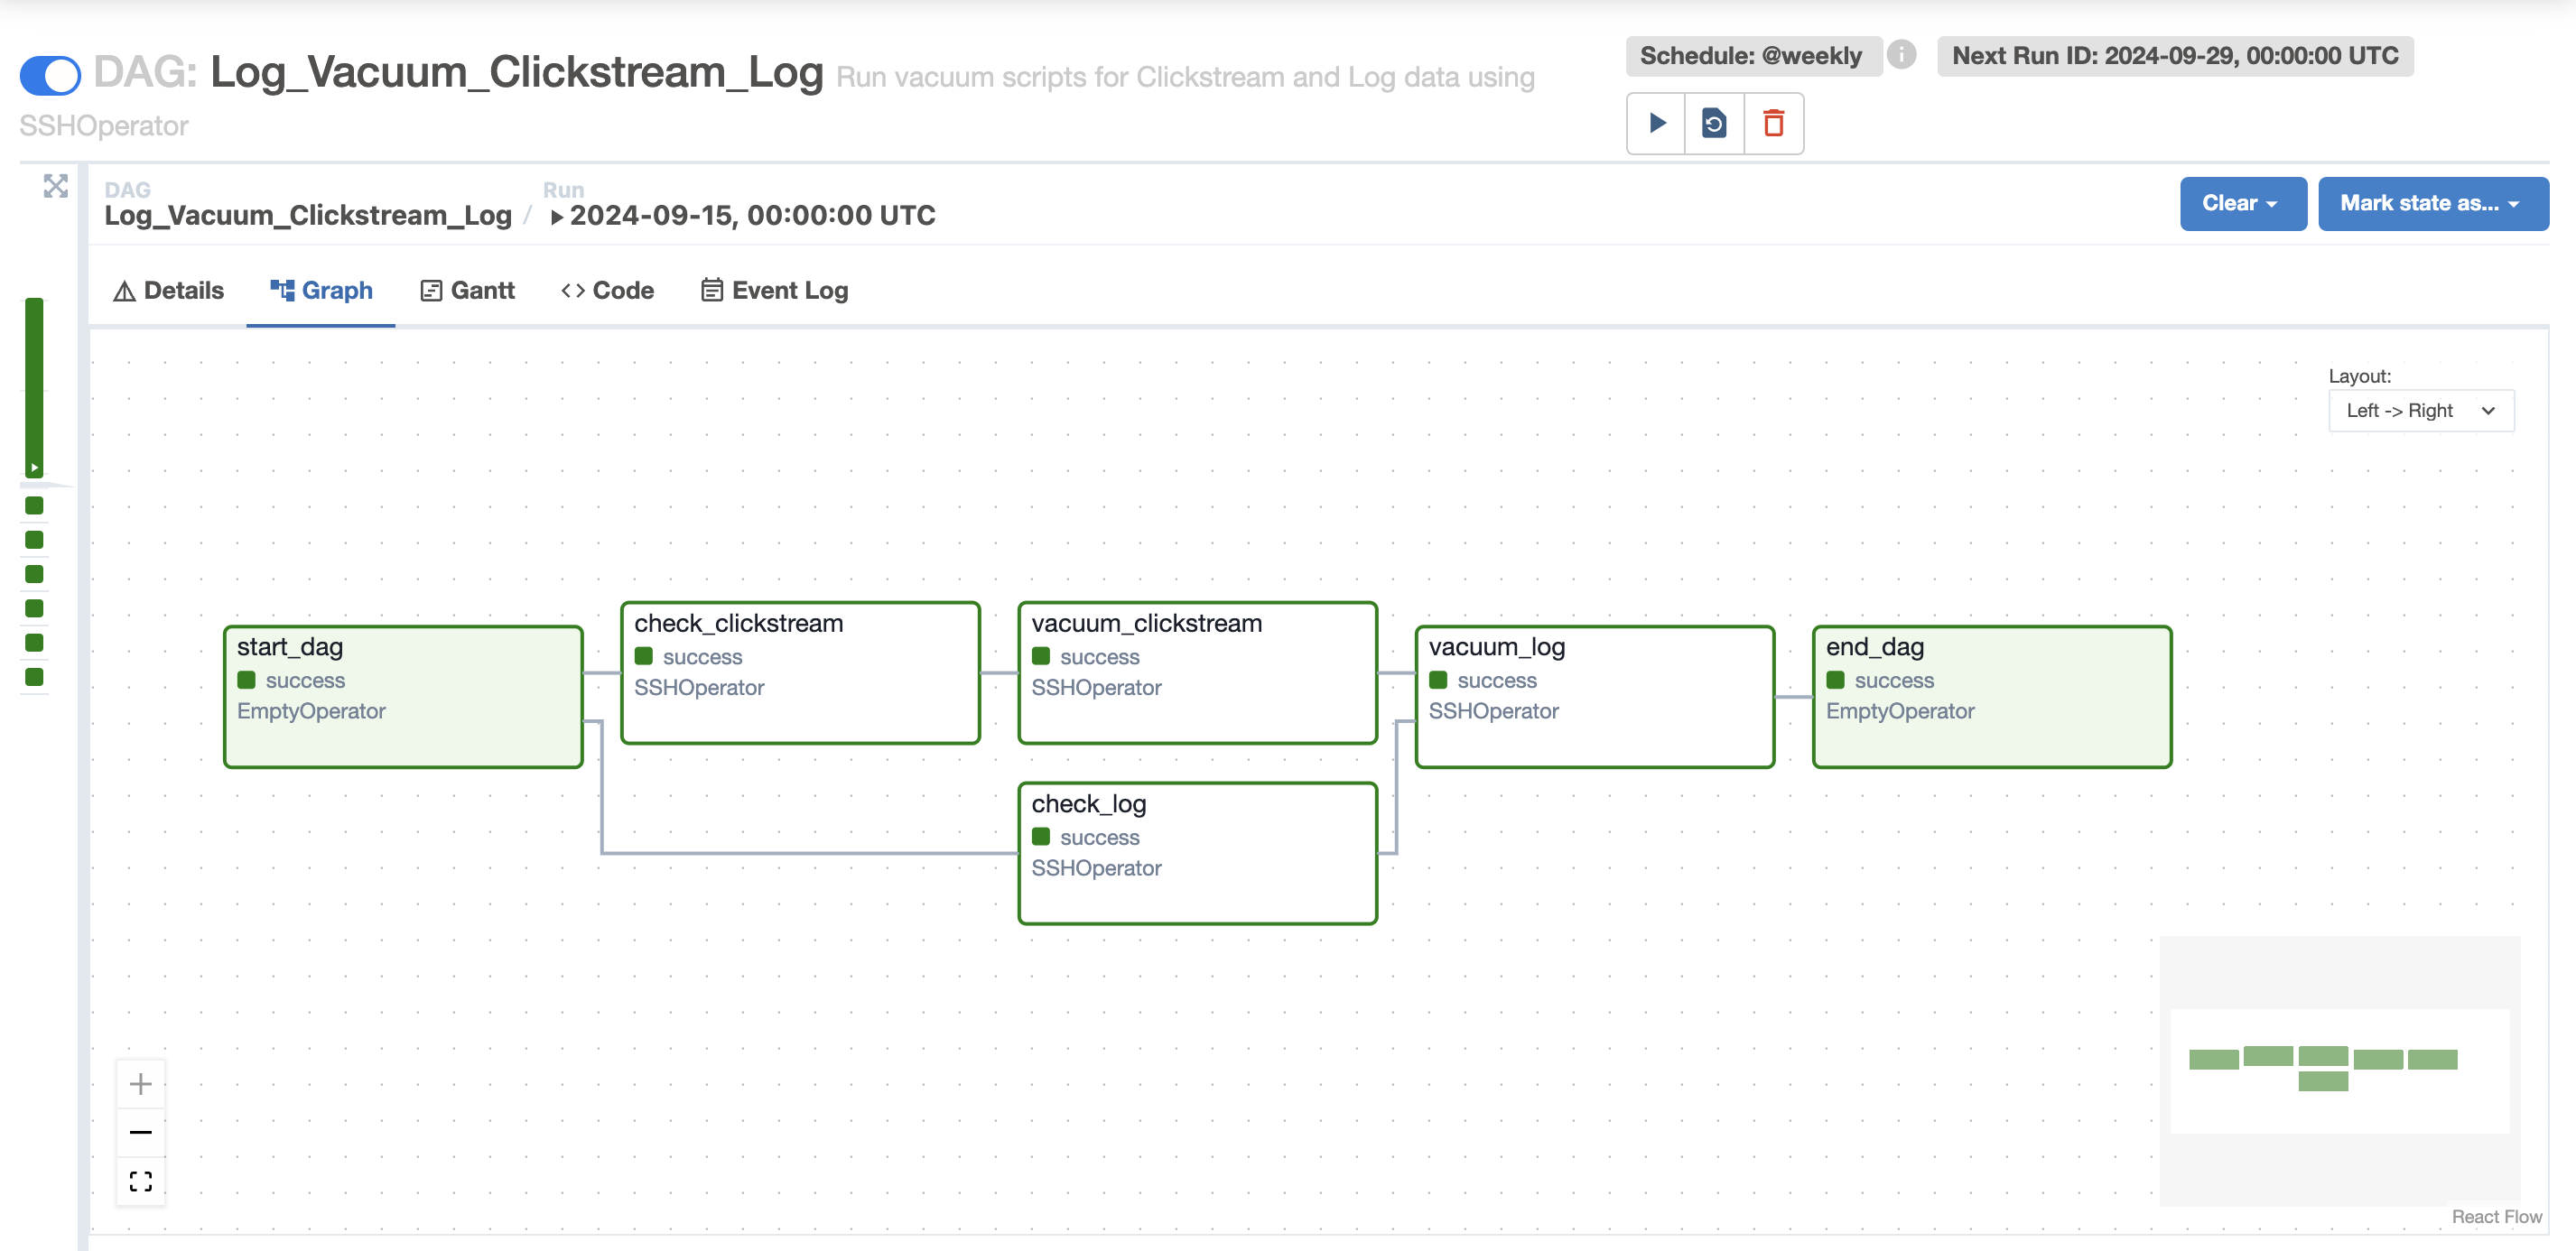 DAG: Log_Vacuum_Clickstream_Log Run vacuum scripts for Clickstream and Log data using
SSHOperator
Schedule: @weekly
Next Run ID: 2024-09-29, 00:00:00 UTC
DAG
Log_Vacuum_Clickstream_Log /
Run
2024-09-15, 00:00:00 UTC
Clear
Mark state as...
Details
Graph
Gantt
Code
Event Log
Layout:
Left -> Right
start_dag
success
EmptyOperator
check_clickstream
success
SSHOperator
vacuum_clickstream
success
SSHOperator
check_log
success
SSHOperator
vacuum_log
success
SSHOperator
end_dag
success
EmptyOperator
React Flow